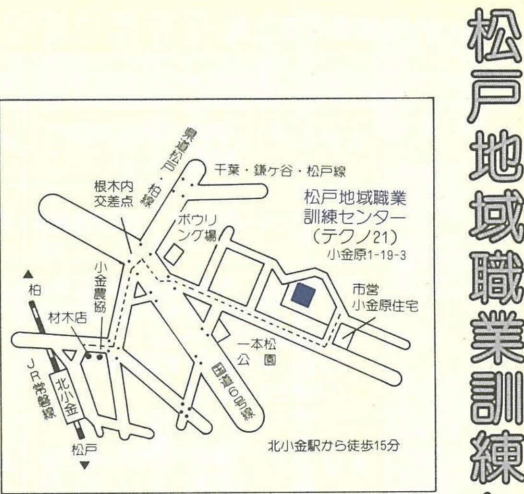 松戸地域職業訓練
県道松戸・柏線
千葉・鎌ケ谷・松戸線
根木内
交差点
ボウリ
ング場
松戸地域職業
訓練センター
(テクノ21)
小金原1-19-3
市営
小金原住宅
小金農協
柏
材木店
JR常磐線
北小金
松戸
一本松
公園
国道6号線
北小金駅から徒歩15分